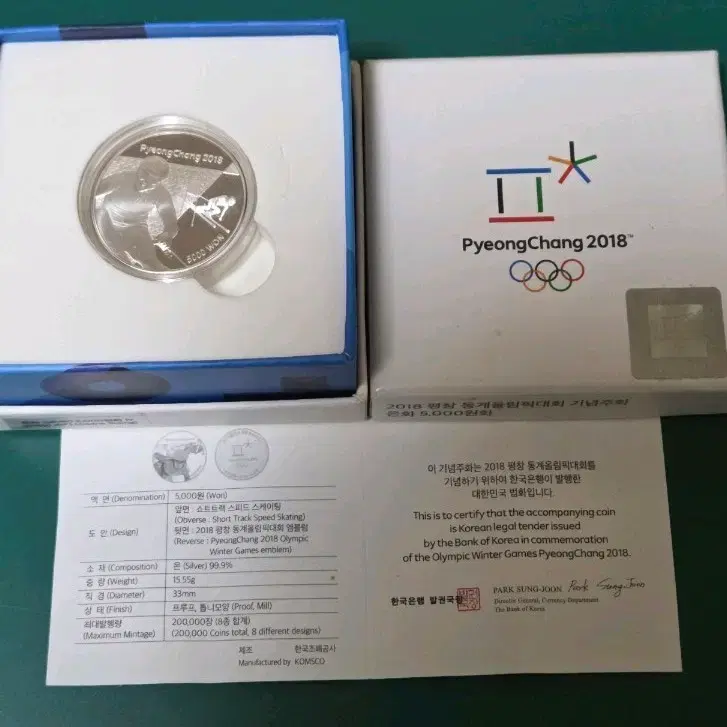 PyeongChang 2018
5000 WON
PyeongChang 2018™
2018 평창 동계올림픽대회 기념주화
은화 5,000원화
액 면 (Denomination) 5,000원 (Won)
도 안 (Design)
앞면 : 쇼트트랙 스피드 스케이팅
(Obverse : Short Track Speed Skating)
뒷면 : 2018 평창 동계올림픽대회 엠블럼
(Reverse : PyeongChang 2018 Olympic
Winter Games emblem)
소 재 (Composition) 은 (Silver) 99.9%
중 량 (Weight) 15.55g
직 경 (Diameter) 33mm
상 태 (Finish) 프루프, 톱니모양 (Proof, Mill)
최대발행량
(Maximum Mintage)
200,000장 (8종 합계)
(200,000 Coins total, 8 different designs)
제조 한국조폐공사
Manufactured by KOMSCO
이 기념주화는 2018 평창 동계올림픽대회를
기념하기 위하여 한국은행이 발행한
대한민국 법화입니다.
This is to certify that the accompanying coin
is Korean legal tender issued
by the Bank of Korea in commemoration
of the Olympic Winter Games PyeongChang 2018.
한국은행 발권국장
PARK SUNG-JOON Park Sung Joon
Director General, Currency Department
The Bank of Korea